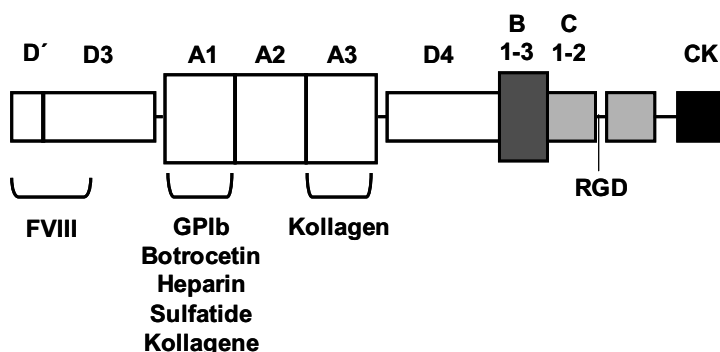 D´ D3 A1 A2 A3 D4 B 1-3 C 1-2 CK
RGD
FVIII
GPIb
Botrocetin
Heparin
Sulfatide
Kollagene
Kollagen